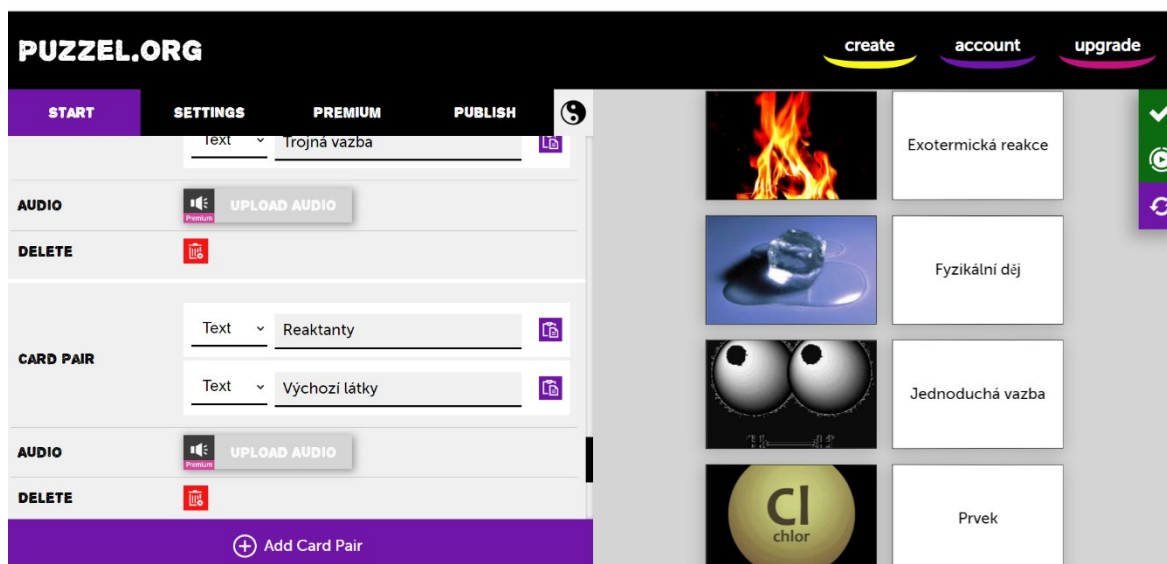 PUZZEL.ORG
create account upgrade
START SETTINGS PREMIUM PUBLISH
Text Trojná vazba
AUDIO Premium UPLOAD AUDIO
DELETE
CARD PAIR
Text Reaktanty
Text Výchozí látky
AUDIO Premium UPLOAD AUDIO
DELETE
Add Card Pair
Exotermická reakce
Fyzikální děj
Jednoduchá vazba
Cl
chlor
Prvek